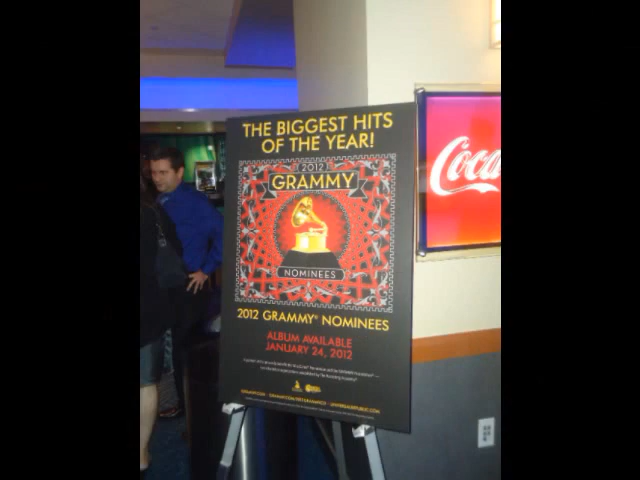 THE BIGGEST HITS
OF THE YEAR!
2012
GRAMMY
NOMINEES
2012 GRAMMY® NOMINEES
ALBUM AVAILABLE
JANUARY 24, 2012
Coca